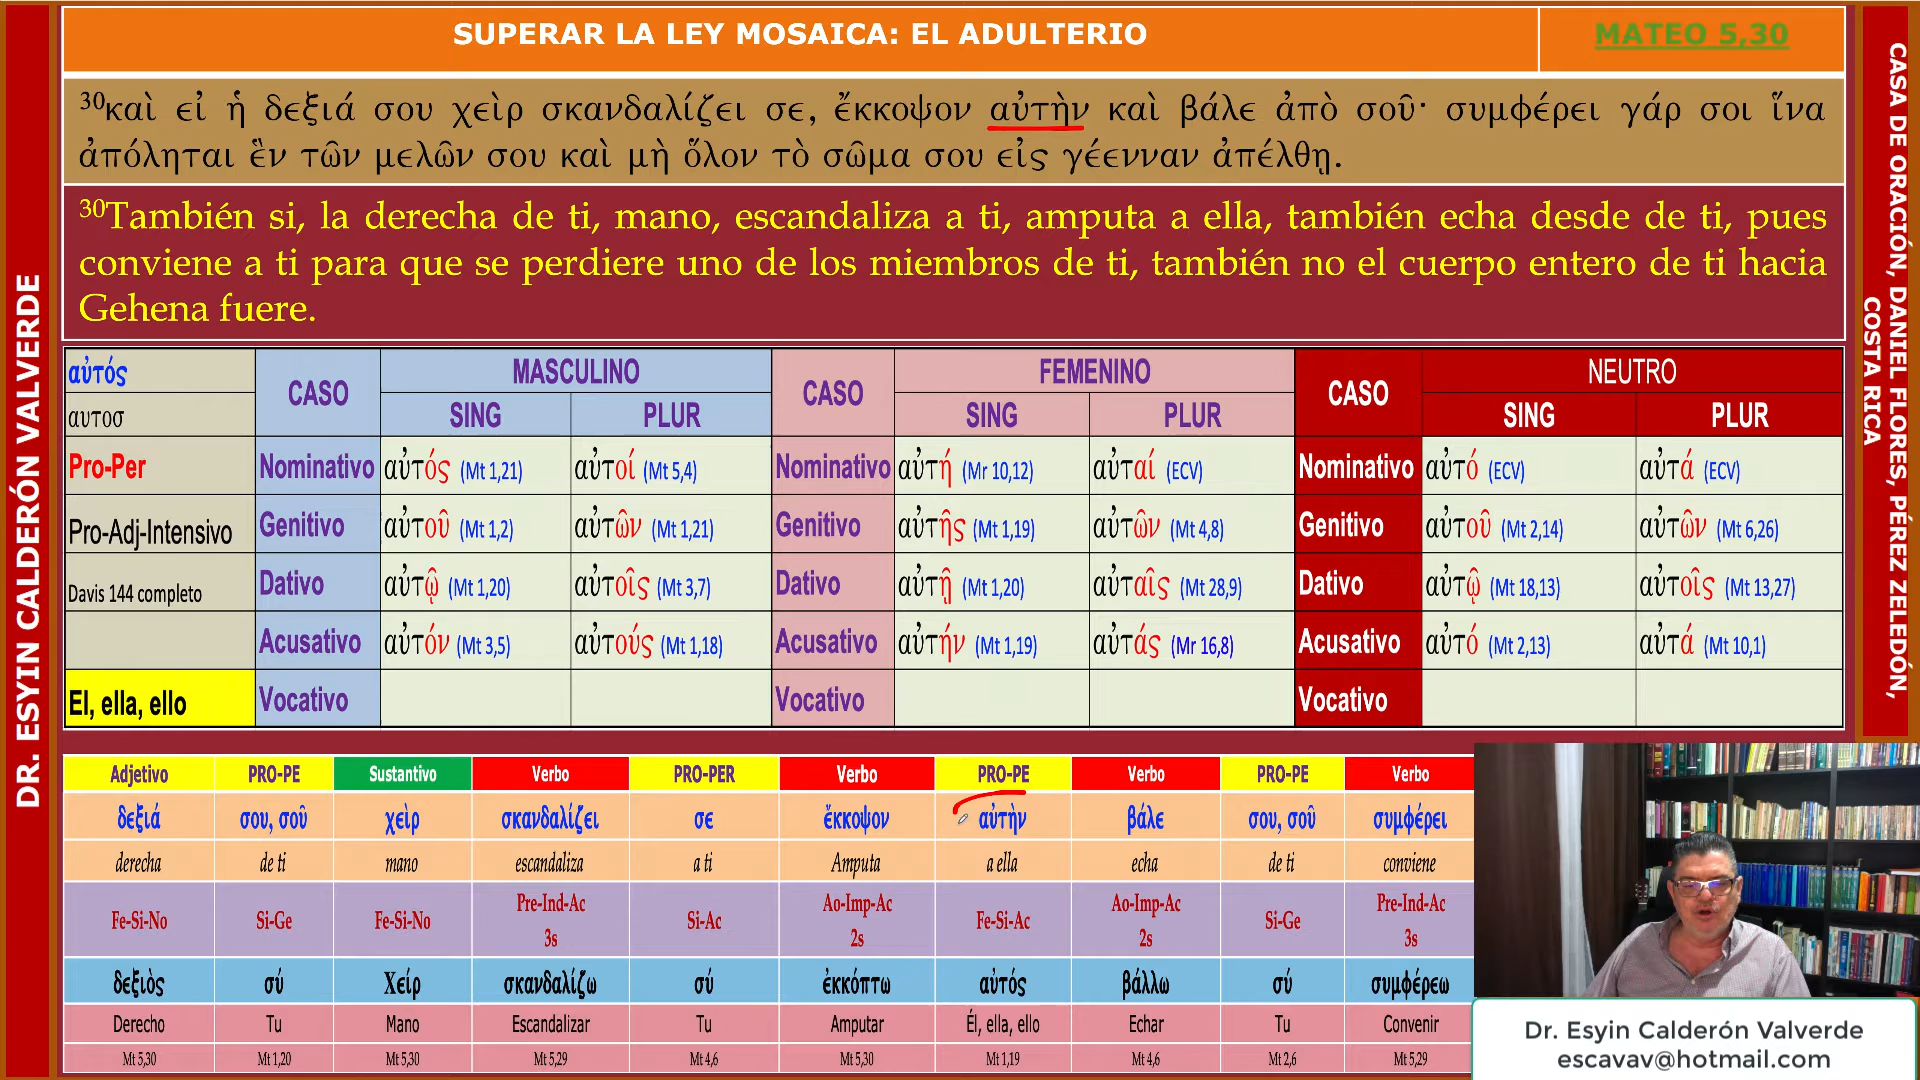 SUPERAR LA LEY MOSAICA: EL ADULTERIO
MATEO 5,30
³⁰καὶ εἰ ἡ δεξιά σου χεὶρ σκανδαλίζει σε, ἔκκοψον αὐτὴν καὶ βάλε ἀπὸ σοῦ· συμφέρει γάρ σοι ἵνα
ἀπόληται ἓν τῶν μελῶν σου καὶ μὴ ὅλον τὸ σῶμα σου εἰς γέενναν ἀπέλθῃ.
³⁰También si, la derecha de ti, mano, escandaliza a ti, amputa a ella, también echa desde de ti, pues
conviene a ti para que se perdiere uno de los miembros de ti, también no el cuerpo entero de ti hacia
Gehena fuere.
αὐτός CASO MASCULINO CASO FEMENINO CASO NEUTRO
αυτοσ SING PLUR SING PLUR SING PLUR
Pro-Per Nominativo αὐτός (Mt 1,21) αὐτοί (Mt 5,4) Nominativo αὐτή (Mr 10,12) αὐταί (ECV) Nominativo αὐτό (ECV) αὐτά (ECV)
Pro-Adj-Intensivo Genitivo αὐτοῦ (Mt 1,2) αὐτῶν (Mt 1,21) Genitivo αὐτῆς (Mt 1,19) αὐτῶν (Mt 4,8) Genitivo αὐτοῦ (Mt 2,14) αὐτῶν (Mt 6,26)
Davis 144 completo Dativo αὐτῷ (Mt 1,20) αὐτοῖς (Mt 3,7) Dativo αὐτῇ (Mt 1,20) αὐταῖς (Mt 28,9) Dativo αὐτῷ (Mt 18,13) αὐτοῖς (Mt 13,27)
Acusativo αὐτόν (Mt 3,5) αὐτούς (Mt 1,18) Acusativo αὐτήν (Mt 1,19) αὐτάς (Mr 16,8) Acusativo αὐτό (Mt 2,13) αὐτά (Mt 10,1)
El, ella, ello Vocativo Vocativo Vocativo
Adjetivo PRO-PE Sustantivo Verbo PRO-PER Verbo PRO-PE Verbo PRO-PE Verbo
δεξιά σου, σοῦ χεὶρ σκανδαλίζει σε ἔκκοψον αὐτὴν βάλε σου, σοῦ συμφέρει
derecha de ti mano escandaliza a ti Amputa a ella echa de ti conviene
Fe-Si-No Si-Ge Fe-Si-No Pre-Ind-Ac 3s Si-Ac Ao-Imp-Ac 2s Fe-Si-Ac Ao-Imp-Ac 2s Si-Ge Pre-Ind-Ac 3s
δεξιὸς σύ Χείρ σκανδαλίζω σύ ἐκκόπτω αὐτός βάλλω σύ συμφέρεω
Derecho Tu Mano Escandalizar Tu Amputar Él, ella, ello Echar Tu Convenir
Mt 5,30 Mt 1,20 Mt 5,30 Mt 5,29 Mt 4,6 Mt 5,30 Mt 1,19 Mt 4,6 Mt 2,6 Mt 5,29
DR. ESYIN CALDERÓN VALVERDE
CASA DE ORACIÓN, DANIEL FLORES, PÉREZ ZELEDÓN,
COSTA RICA
Dr. Esyin Calderón Valverde
escavav@hotmail.com